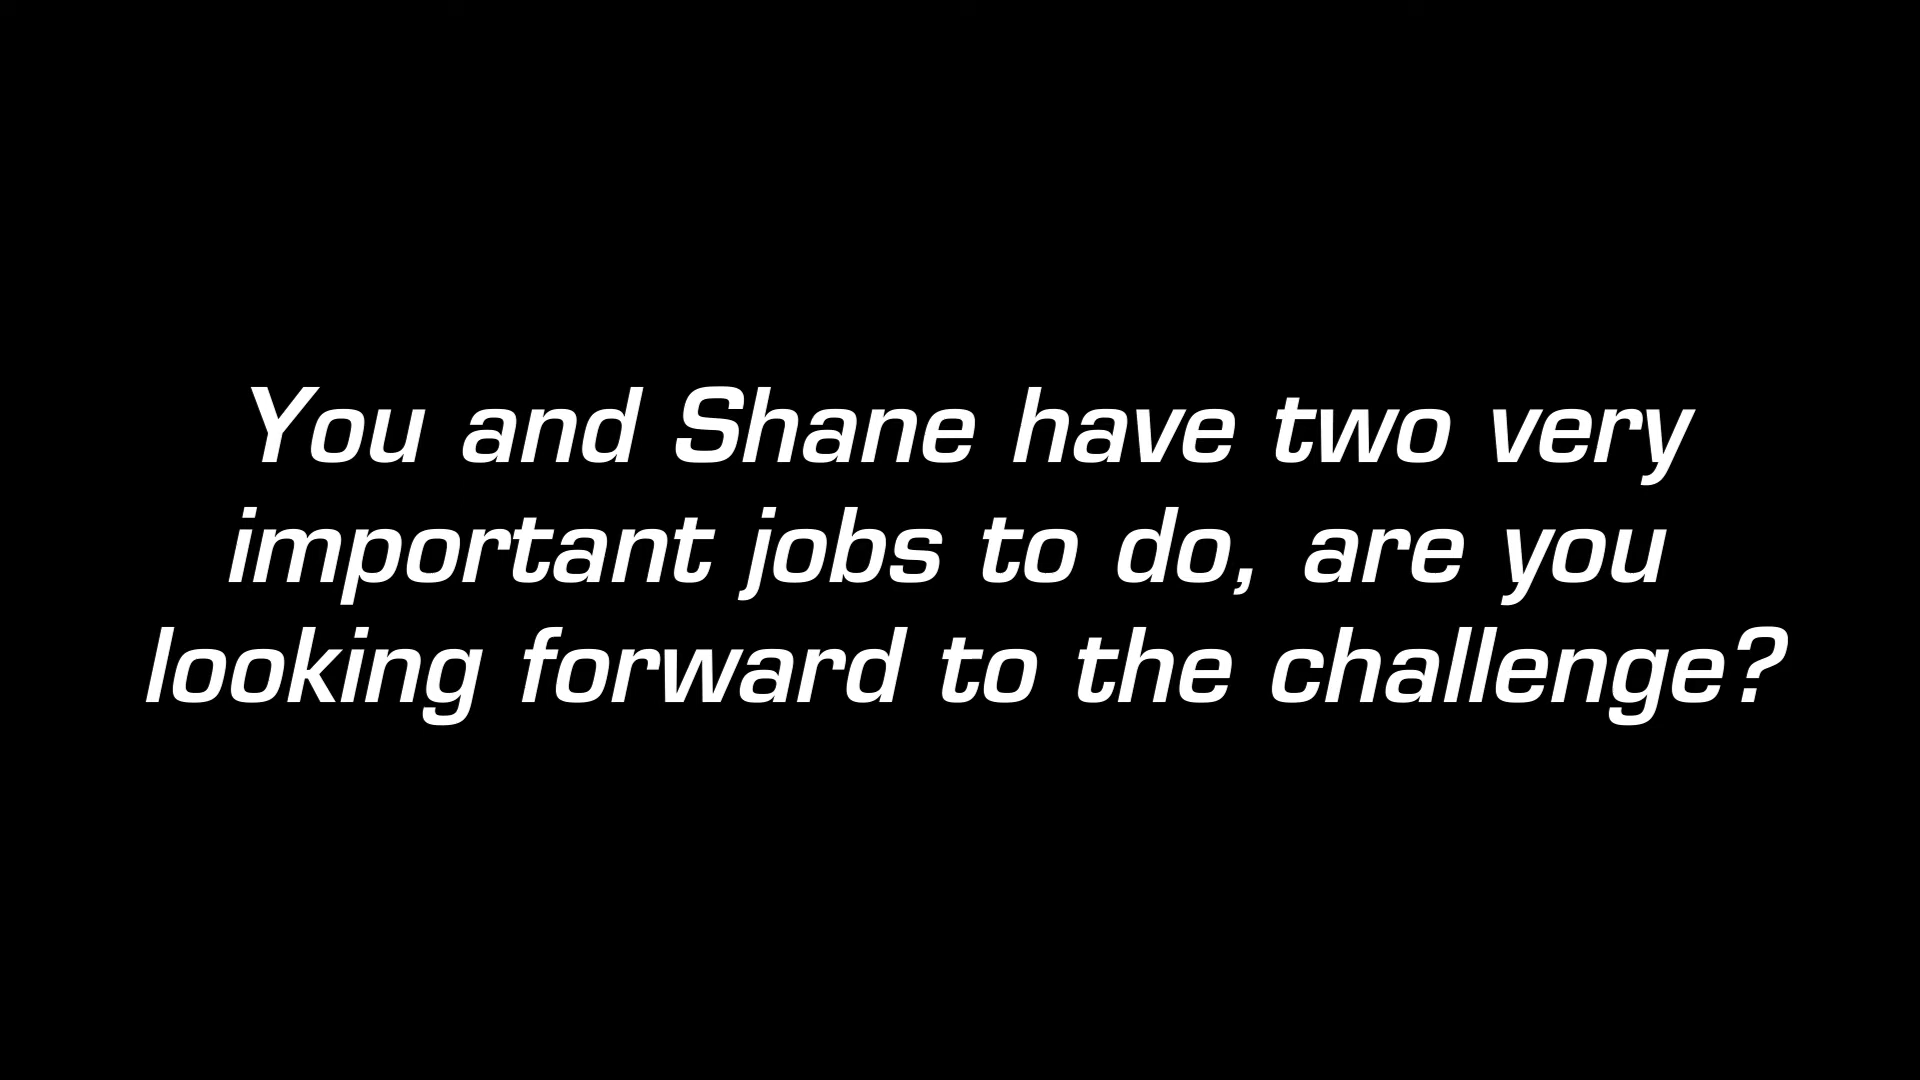 You and Shane have two very
important jobs to do, are you
looking forward to the challenge?